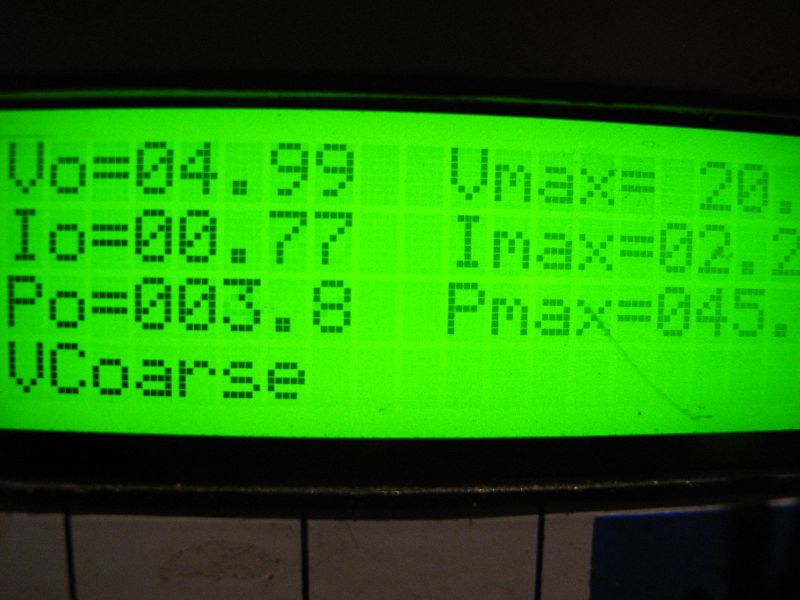 Vo=04.99 Vmax= 20.
Io=00.77 Imax=02.2
Po=003.8 Pmax=045.
VCoarse